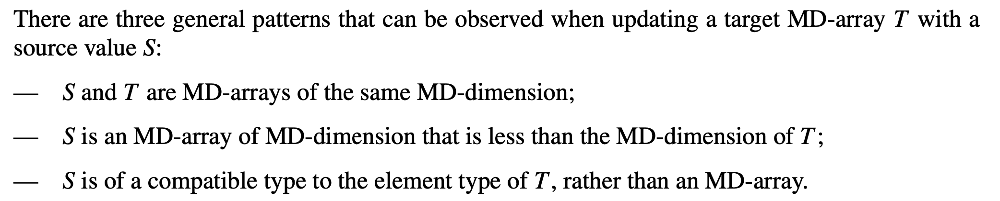 There are three general patterns that can be observed when updating a target MD-array T with a
source value S:
— S and T are MD-arrays of the same MD-dimension;
— S is an MD-array of MD-dimension that is less than the MD-dimension of T;
— S is of a compatible type to the element type of T, rather than an MD-array.